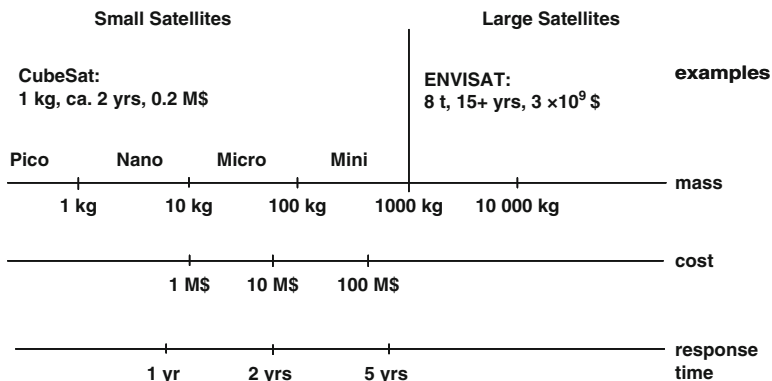 Small Satellites Large Satellites
CubeSat:
1 kg, ca. 2 yrs, 0.2 M$
ENVISAT:
8 t, 15+ yrs, 3 ×10⁹ $
examples
Pico Nano Micro Mini
mass
1 kg 10 kg 100 kg 1000 kg 10 000 kg
cost
1 M$ 10 M$ 100 M$
response
time
1 yr 2 yrs 5 yrs